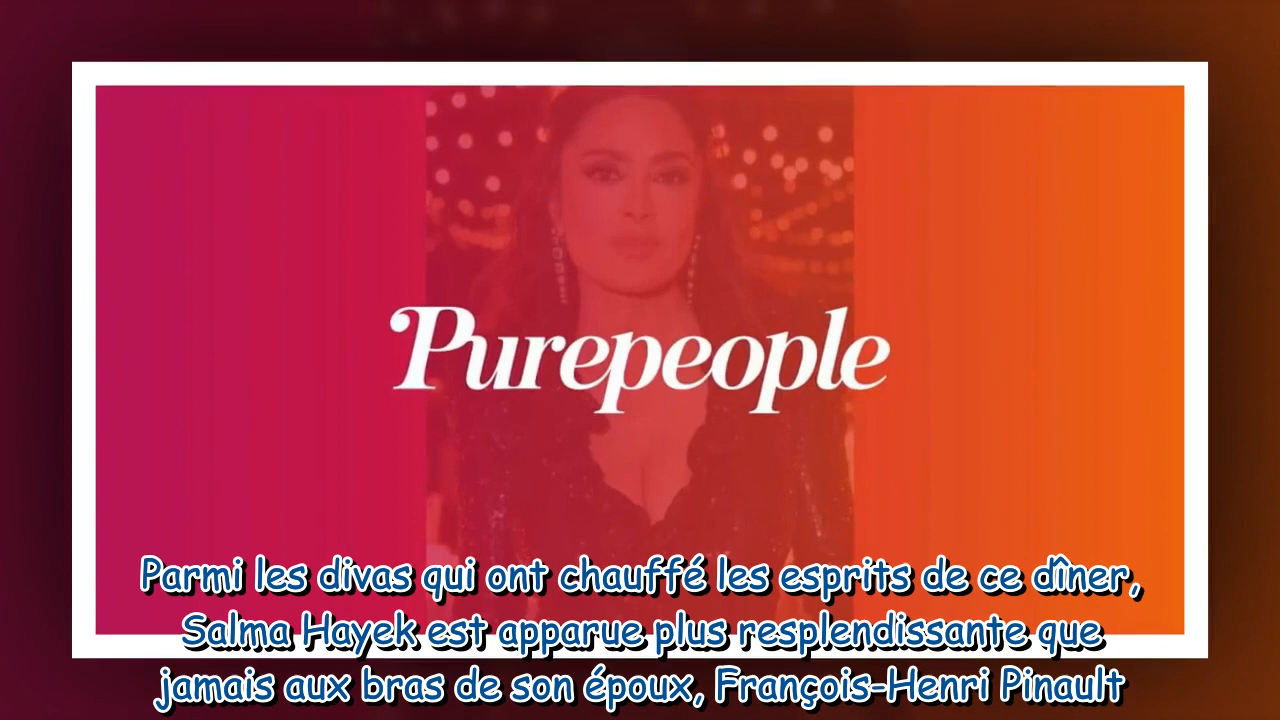 Purepeople
Parmi les divas qui ont chauffé les esprits de ce dîner,
Salma Hayek est apparue plus resplendissante que
jamais aux bras de son époux, François-Henri Pinault